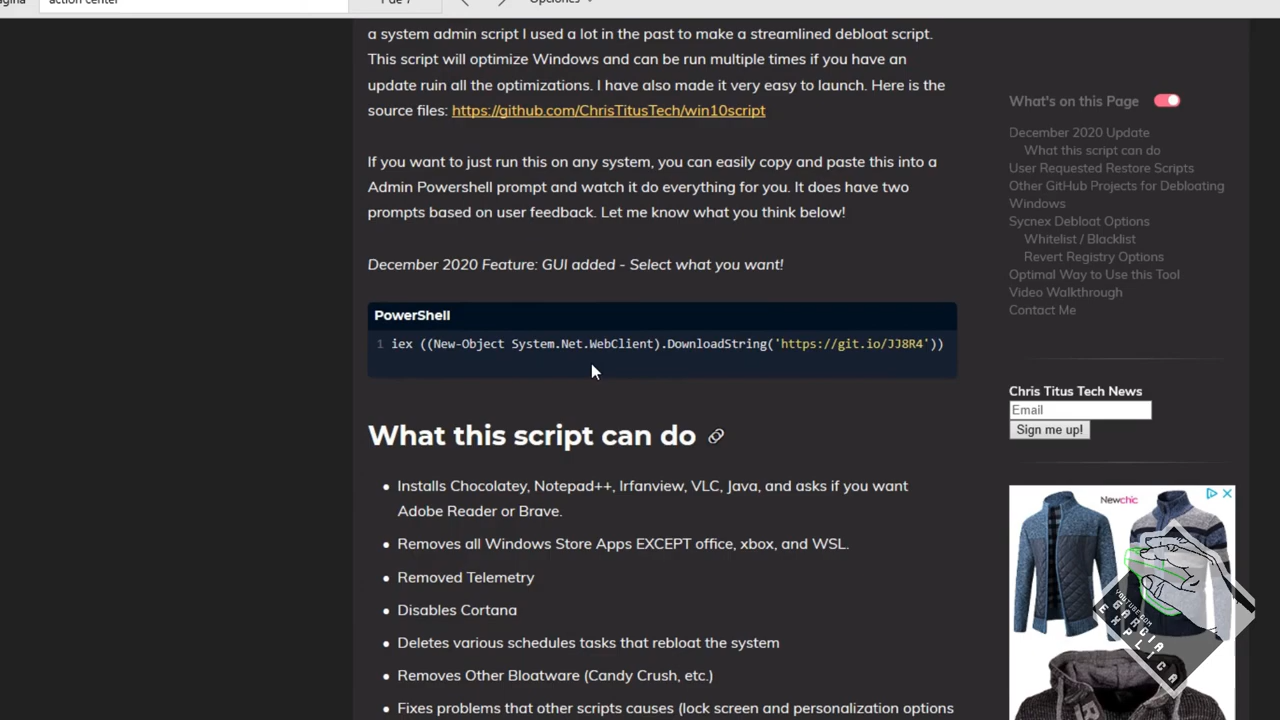 a system admin script I used a lot in the past to make a streamlined debloat script.
This script will optimize Windows and can be run multiple times if you have an
update ruin all the optimizations. I have also made it very easy to launch. Here is the
source files: https://github.com/ChrisTitusTech/win10script
If you want to just run this on any system, you can easily copy and paste this into a
Admin Powershell prompt and watch it do everything for you. It does have two
prompts based on user feedback. Let me know what you think below!
December 2020 Feature: GUI added - Select what you want!
PowerShell
1 iex ((New-Object System.Net.WebClient).DownloadString('https://git.io/JJ8R4'))
What this script can do
• Installs Chocolatey, Notepad++, Irfanview, VLC, Java, and asks if you want
Adobe Reader or Brave.
• Removes all Windows Store Apps EXCEPT office, xbox, and WSL.
• Removed Telemetry
• Disables Cortana
• Deletes various schedules tasks that rebloat the system
• Removes Other Bloatware (Candy Crush, etc.)
• Fixes problems that other scripts causes (lock screen and personalization options
What's on this Page
December 2020 Update
What this script can do
User Requested Restore Scripts
Other GitHub Projects for Debloating
Windows
Sycnex Debloat Options
Whitelist / Blacklist
Revert Registry Options
Optimal Way to Use this Tool
Video Walkthrough
Contact Me
Chris Titus Tech News
Email
Sign me up!
Newchic
YOUTUBE.COM
GARCIA
EXPLICA